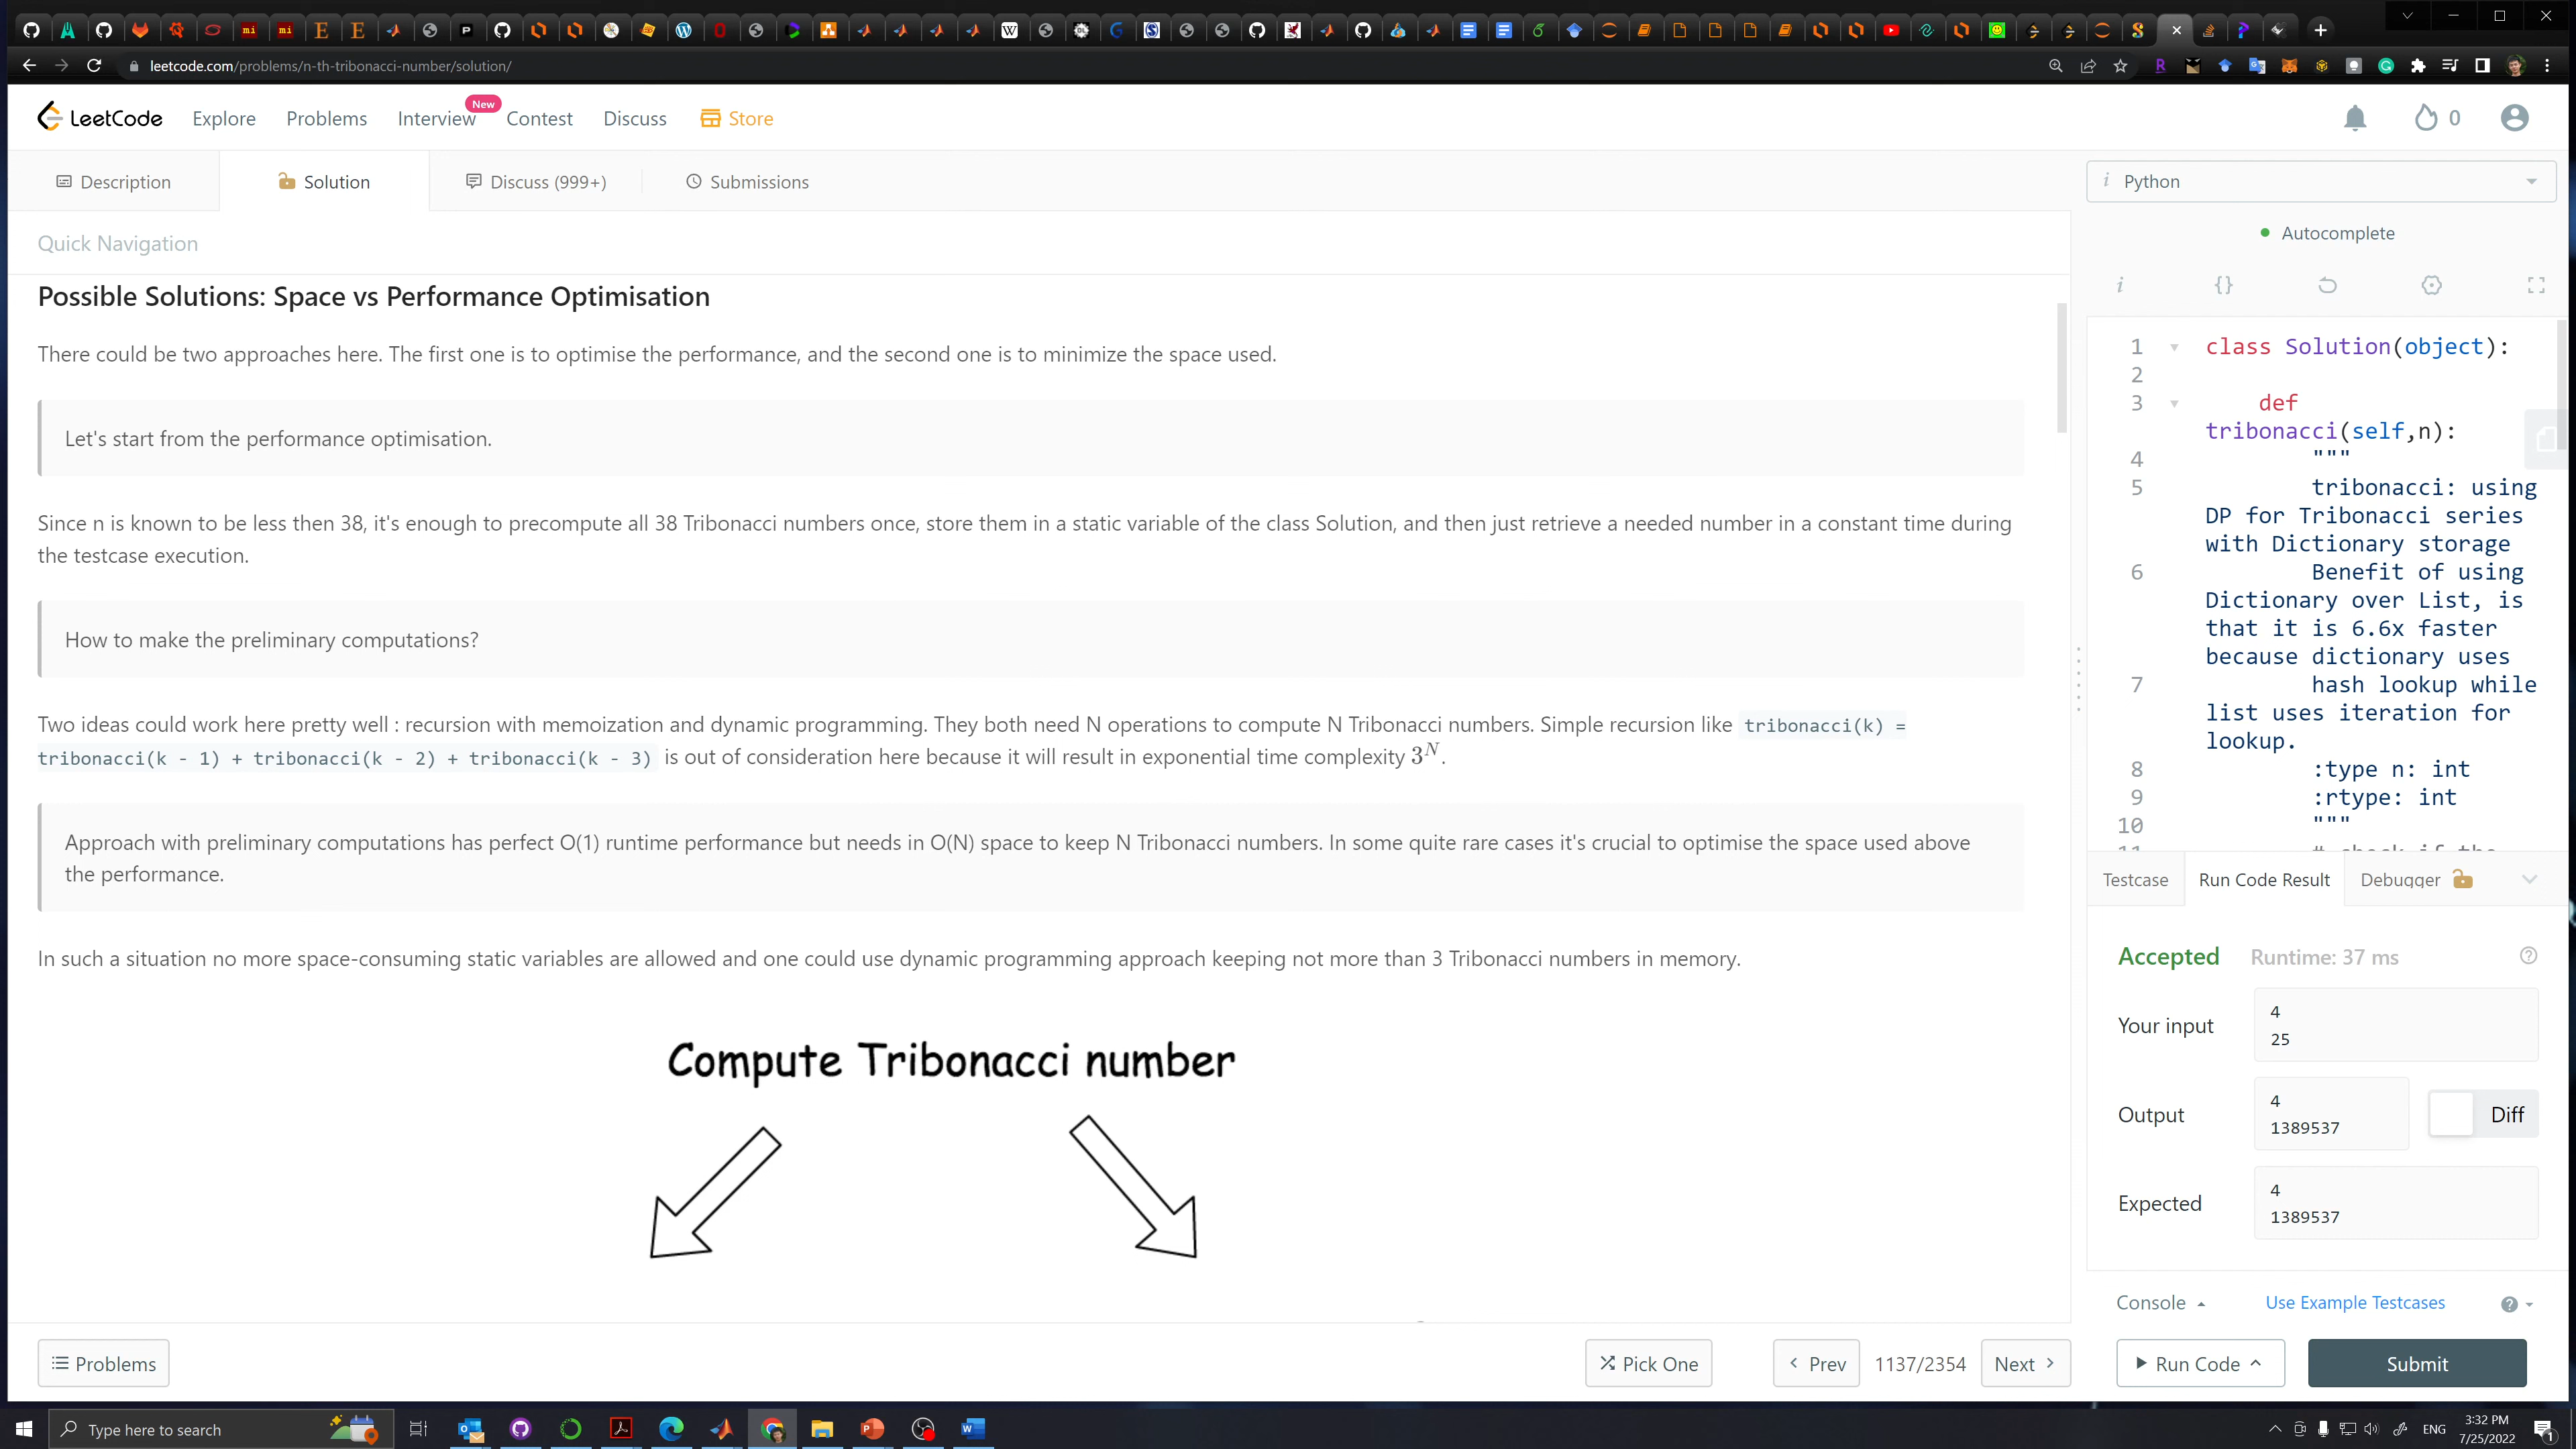 leetcode.com/problems/n-th-tribonacci-number/solution/
LeetCode
Explore
Problems
Interview
New
Contest
Discuss
Store
0
Description
Solution
Discuss (999+)
Submissions
Python
Quick Navigation
Autocomplete
Possible Solutions: Space vs Performance Optimisation
There could be two approaches here. The first one is to optimise the performance, and the second one is to minimize the space used.
Let's start from the performance optimisation.
Since n is known to be less then 38, it's enough to precompute all 38 Tribonacci numbers once, store them in a static variable of the class Solution, and then just retrieve a needed number in a constant time during
the testcase execution.
How to make the preliminary computations?
Two ideas could work here pretty well : recursion with memoization and dynamic programming. They both need N operations to compute N Tribonacci numbers. Simple recursion like tribonacci(k) =
tribonacci(k - 1) + tribonacci(k - 2) + tribonacci(k - 3) is out of consideration here because it will result in exponential time complexity 3^N.
Approach with preliminary computations has perfect O(1) runtime performance but needs in O(N) space to keep N Tribonacci numbers. In some quite rare cases it's crucial to optimise the space used above
the performance.
In such a situation no more space-consuming static variables are allowed and one could use dynamic programming approach keeping not more than 3 Tribonacci numbers in memory.
Compute Tribonacci number
1 class Solution(object):
2
3 def
tribonacci(self,n):
4 """
5 tribonacci: using
DP for Tribonacci series
with Dictionary storage
6 Benefit of using
Dictionary over List, is
that it is 6.6x faster
because dictionary uses
7 hash lookup while
list uses iteration for
lookup.
8 :type n: int
9 :rtype: int
10 """
11 # check if the
Testcase
Run Code Result
Debugger
Accepted
Runtime: 37 ms
Your input
4
25
Output
4
1389537
Diff
Expected
4
1389537
Console
Use Example Testcases
Problems
Pick One
Prev
1137/2354
Next
Run Code
Submit
Type here to search
ENG
3:32 PM
7/25/2022
1